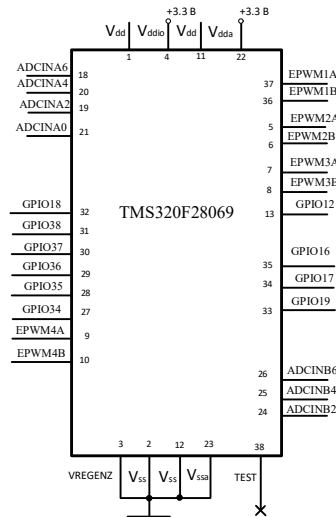 +3.3 В +3.3 В
Vdd Vddio Vdd Vdda
1 4 11 22
ADCINA6 18
ADCINA4 20
ADCINA2 19
ADCINA0 21
37 EPWM1A
36 EPWM1B
5 EPWM2A
6 EPWM2B
7 EPWM3A
8 EPWM3B
TMS320F28069
GPIO18 32
GPIO38 31
GPIO37 30
GPIO36 29
GPIO35 28
GPIO34 27
EPWM4A 9
EPWM4B 10
13 GPIO12
35 GPIO16
34 GPIO17
33 GPIO19
26 ADCINB6
25 ADCINB4
24 ADCINB2
3 2 12 23 38
VREGENZ Vss Vss Vssa TEST